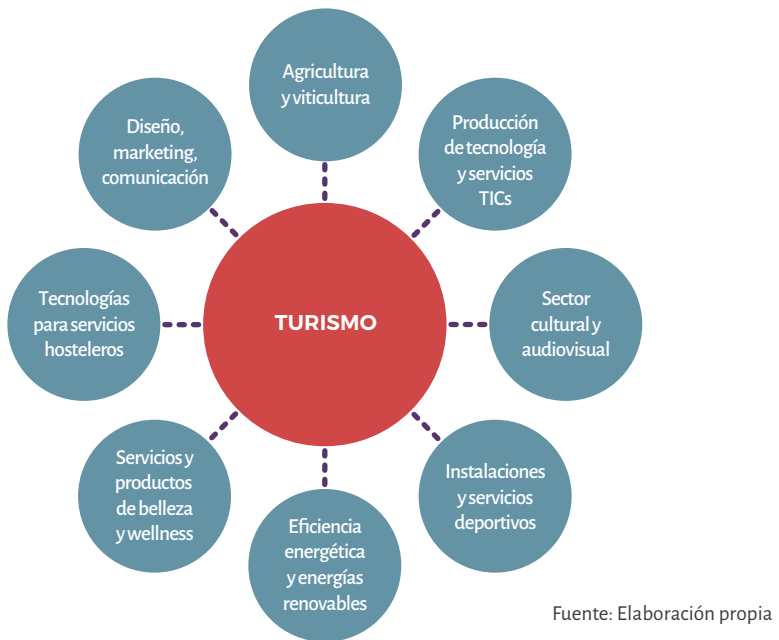 Agricultura
y viticultura
Producción
de tecnología
y servicios
TICs
Sector
cultural y
audiovisual
Instalaciones
y servicios
deportivos
Eficiencia
energética
y energías
renovables
Servicios y
productos
de belleza
y wellness
Tecnologías
para servicios
hosteleros
Diseño,
marketing,
comunicación
TURISMO
Fuente: Elaboración propia